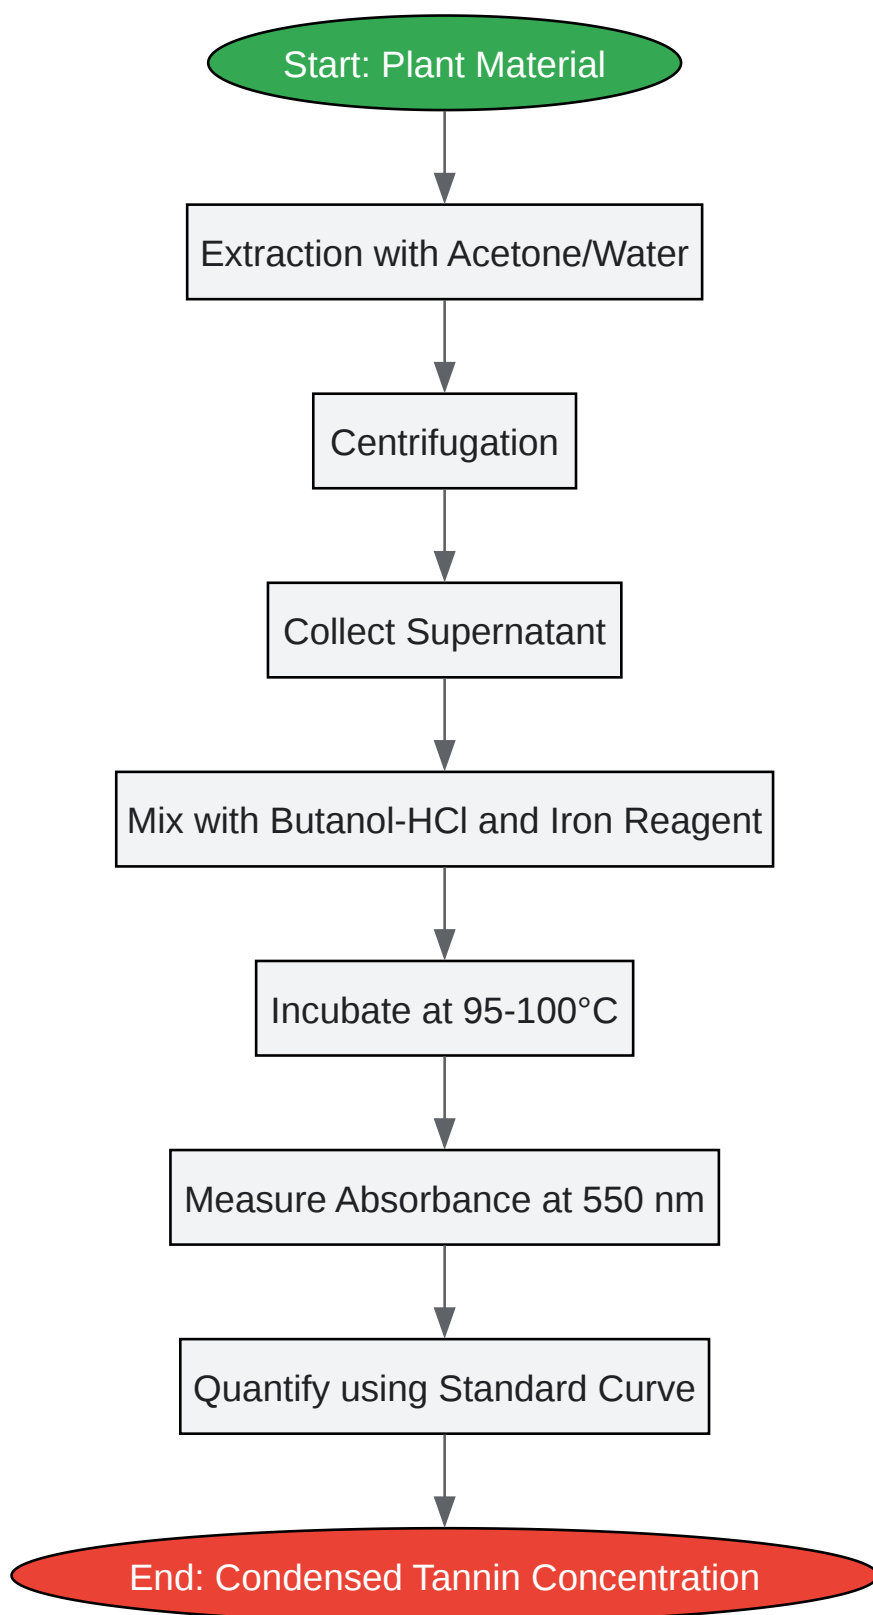 Start: Plant Material
Extraction with Acetone/Water
Centrifugation
Collect Supernatant
Mix with Butanol-HCl and Iron Reagent
Incubate at 95-100°C
Measure Absorbance at 550 nm
Quantify using Standard Curve
End: Condensed Tannin Concentration